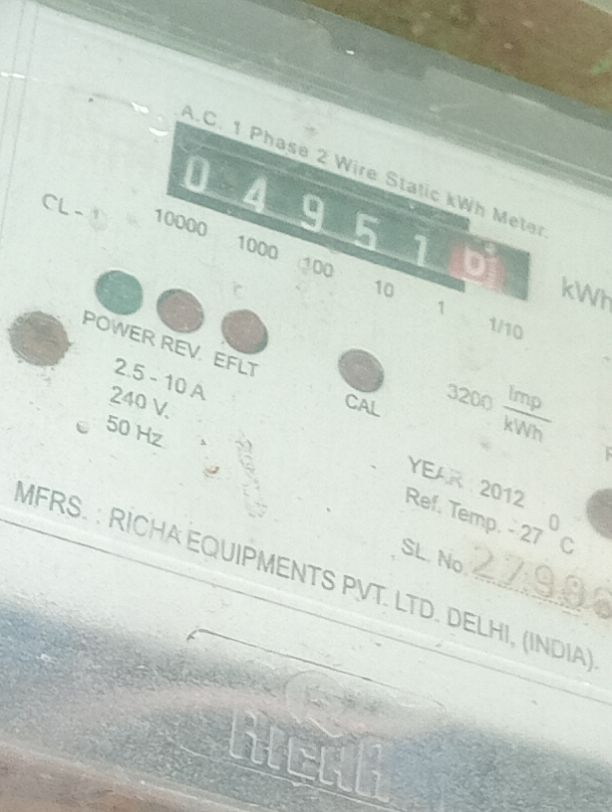 A.C. 1 Phase 2 Wire Static kWh Meter.
0 4 9 5 1 6
kWh
CL - 1
10000 1000 100 10 1 1/10
POWER REV. EFLT
CAL
2.5 - 10 A
240 V.
50 Hz
3200 Imp
kWh
YEAR : 2012
Ref. Temp. - 27 0 C
SL. No.
MFRS. : RICHA EQUIPMENTS PVT. LTD. DELHI, (INDIA).
RICHA